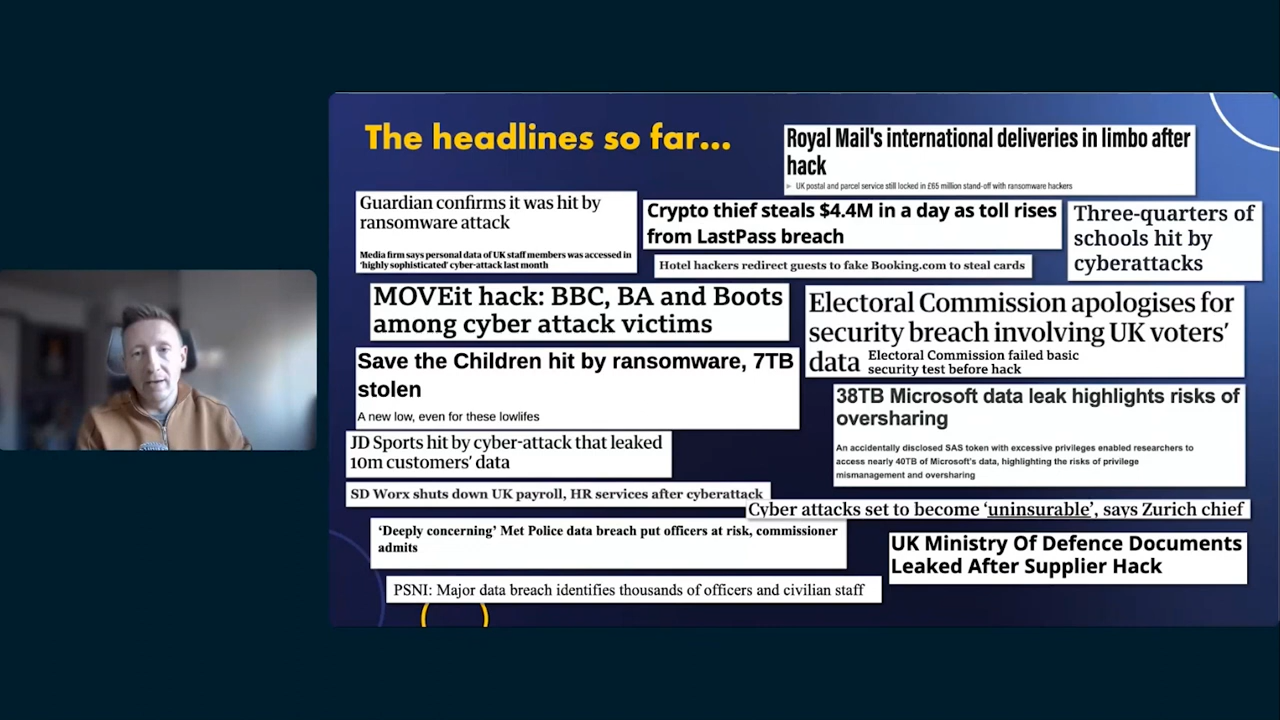 The headlines so far...
Royal Mail's international deliveries in limbo after
hack
UK postal and parcel service still locked in £65 million stand-off with ransomware hackers
Guardian confirms it was hit by
ransomware attack
Media firm says personal data of UK staff members was accessed in
'highly sophisticated' cyber-attack last month
Crypto thief steals $4.4M in a day as toll rises
from LastPass breach
Three-quarters of
schools hit by
cyberattacks
Hotel hackers redirect guests to fake Booking.com to steal cards
MOVEit hack: BBC, BA and Boots
among cyber attack victims
Electoral Commission apologises for
security breach involving UK voters'
data
Electoral Commission failed basic
security test before hack
Save the Children hit by ransomware, 7TB
stolen
A new low, even for these lowlifes
38TB Microsoft data leak highlights risks of
oversharing
An accidentally disclosed SAS token with excessive privileges enabled researchers to
access nearly 40TB of Microsoft's data, highlighting the risks of privilege
mismanagement and oversharing
JD Sports hit by cyber-attack that leaked
10m customers' data
SD Worx shuts down UK payroll, HR services after cyberattack
Cyber attacks set to become 'uninsurable', says Zurich chief
'Deeply concerning' Met Police data breach put officers at risk, commissioner
admits
UK Ministry Of Defence Documents
Leaked After Supplier Hack
PSNI: Major data breach identifies thousands of officers and civilian staff